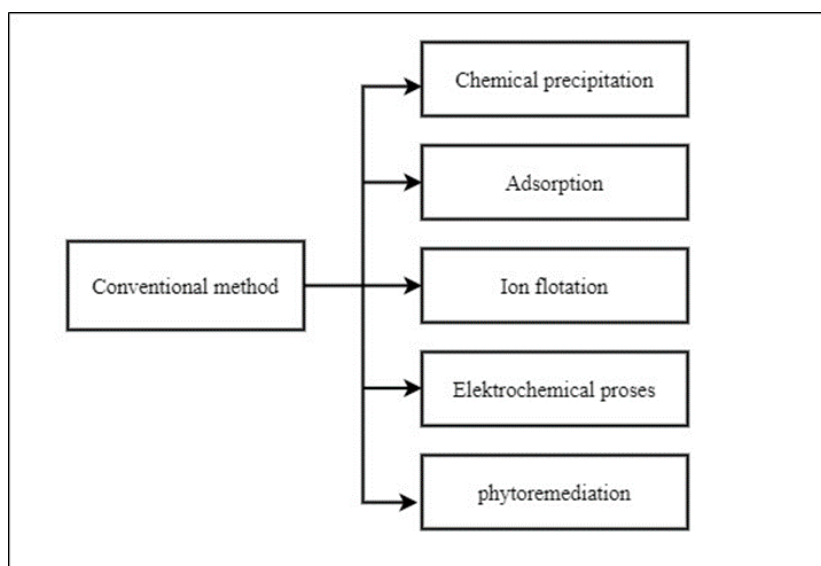 Chemical precipitation
Adsorption
Conventional method
Ion flotation
Elektrochemical proses
phytoremediation